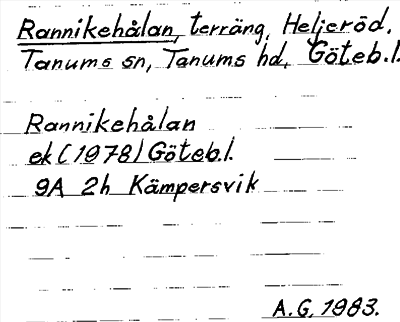 Rannikehålan, terräng, Heljeröd.
Tanums sn, Tanums hd, Göteb.l.
Rannikehålan
ek (1978) Göteb.l.
9A 2h Kämpersvik
A.G. 1983.